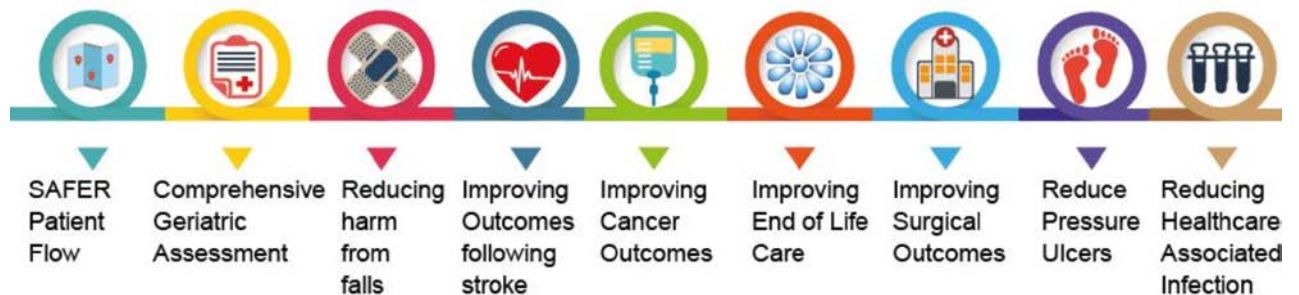 SAFER
Patient
Flow
Comprehensive
Geriatric
Assessment
Reducing
harm
from
falls
Improving
Outcomes
following
stroke
Improving
Cancer
Outcomes
Improving
End of Life
Care
Improving
Surgical
Outcomes
Reduce
Pressure
Ulcers
Reducing
Healthcare
Associated
Infection